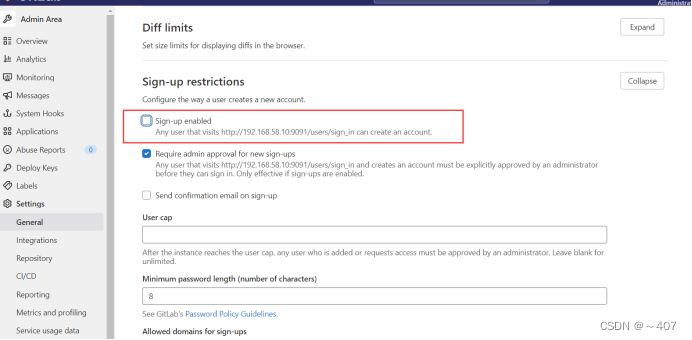 Administra
Admin Area
Overview
Analytics
Monitoring
Messages
System Hooks
Applications
Abuse Reports 0
Deploy Keys
Labels
Settings
General
Integrations
Repository
CI/CD
Reporting
Metrics and profiling
Service usage data
Diff limits
Expand
Set size limits for displaying diffs in the browser.
Sign-up restrictions
Collapse
Configure the way a user creates a new account.
Sign-up enabled
Any user that visits http://192.168.58.10:9091/users/sign_in can create an account.
Require admin approval for new sign-ups
Any user that visits http://192.168.58.10:9091/users/sign_in and creates an account must be explicitly approved by an administrator
before they can sign in. Only effective if sign-ups are enabled.
Send confirmation email on sign-up
User cap
After the instance reaches the user cap, any user who is added or requests access must be approved by an administrator. Leave blank for
unlimited.
Minimum password length (number of characters)
8
See GitLab's Password Policy Guidelines.
Allowed domains for sign-ups
CSDN @～407